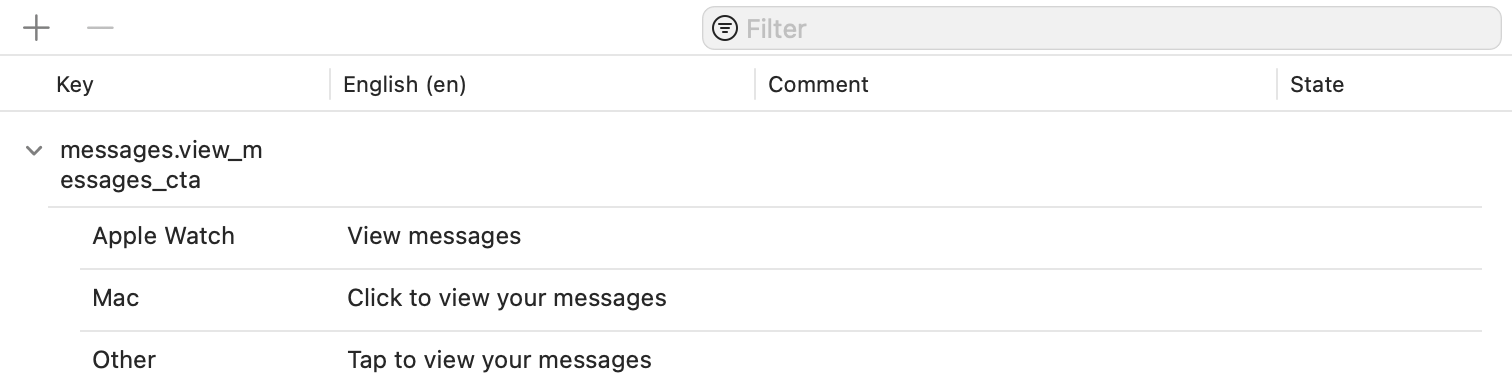 Filter
Key English (en) Comment State
messages.view_m
essages_cta
Apple Watch View messages
Mac Click to view your messages
Other Tap to view your messages